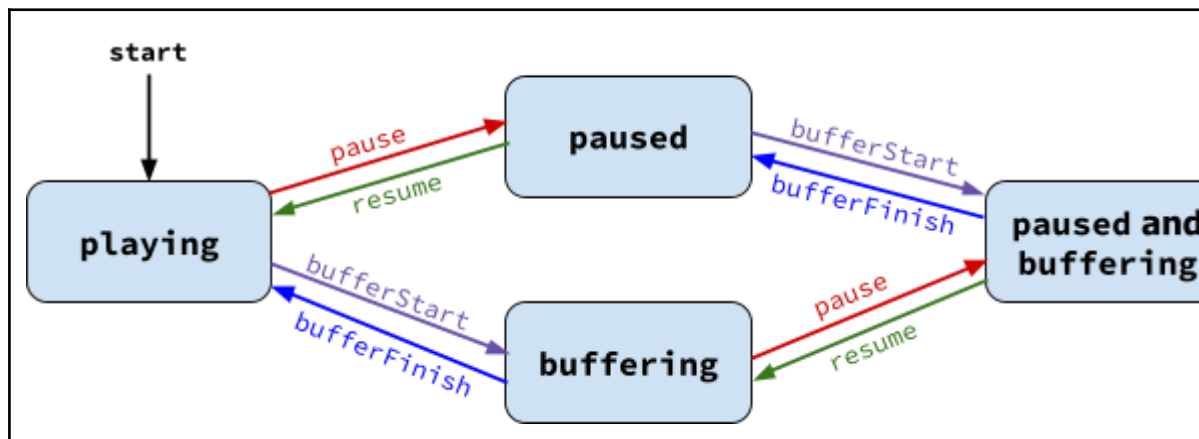 start
pause
resume
paused
bufferStart
bufferFinish
playing
paused and
buffering
bufferStart
bufferFinish
buffering
pause
resume